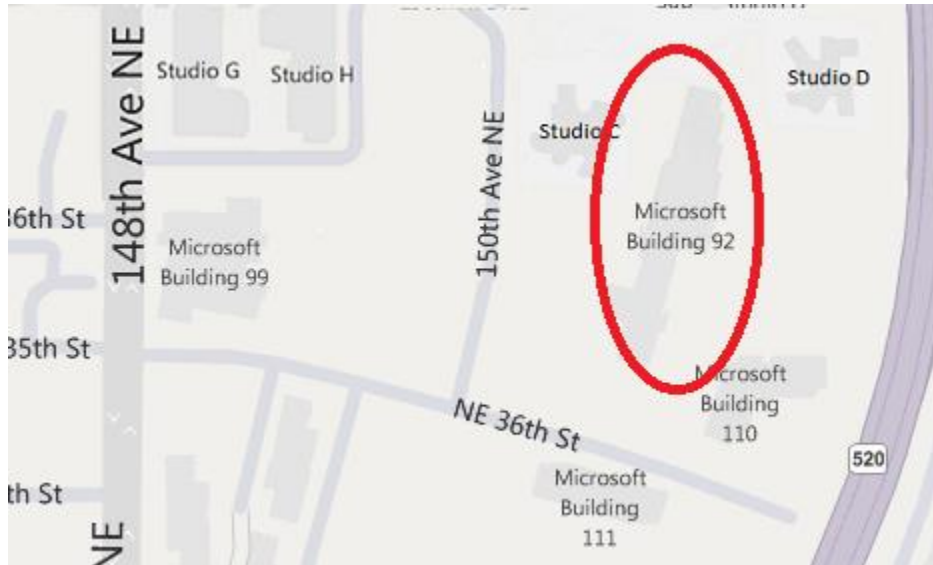 148th Ave NE
Studio G
Studio H
Studio C
Studio D
150th Ave NE
36th St
Microsoft
Building 99
Microsoft
Building 92
35th St
Microsoft
Building
110
NE 36th St
520
th St
Microsoft
Building
111
NE